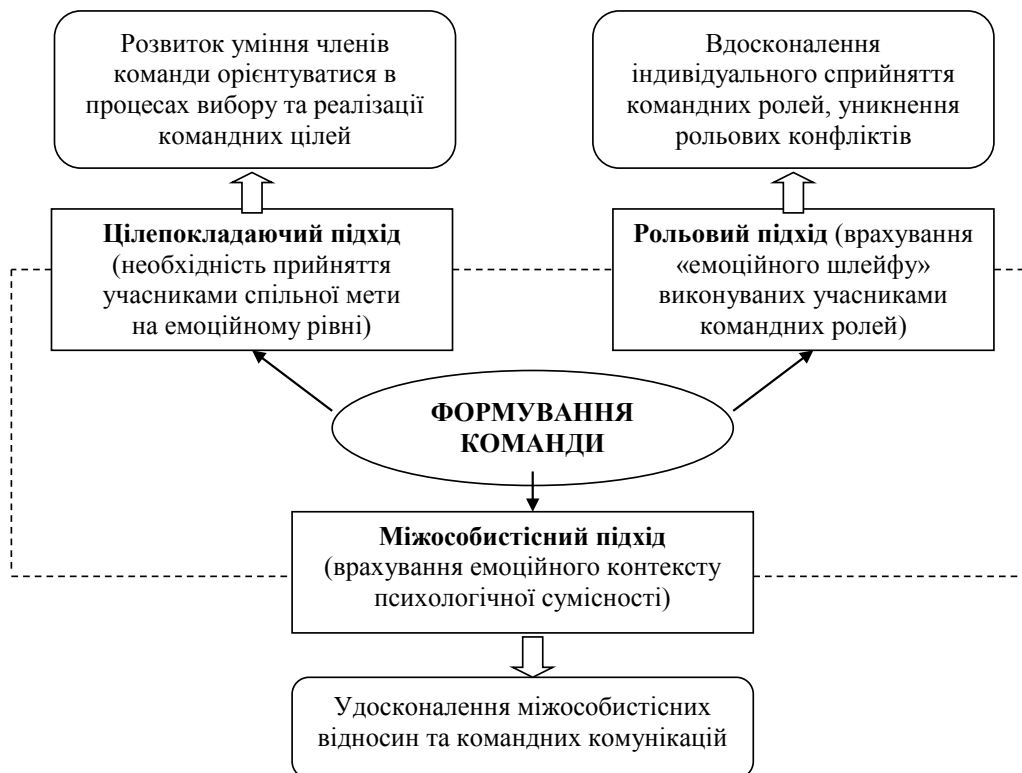 Розвиток уміння членів
команди орієнтуватися в
процесах вибору та реалізації
командних цілей
Вдосконалення
індивідуального сприйняття
командних ролей, уникнення
рольових конфліктів
Цілепокладаючий підхід
(необхідність прийняття
учасниками спільної мети
на емоційному рівні)
Рольовий підхід (врахування
«емоційного шлейфу»
виконуваних учасниками
командних ролей)
ФОРМУВАННЯ
КОМАНДИ
Міжособистісний підхід
(врахування емоційного контексту
психологічної сумісності)
Удосконалення міжособистісних
відносин та командних комунікацій